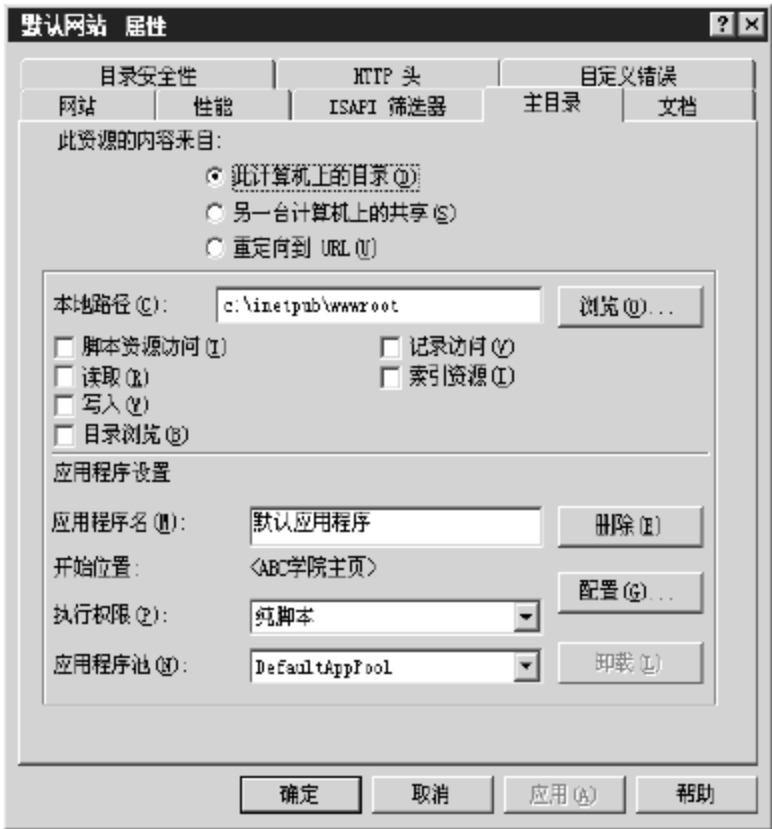 默认网站 属性
目录安全性 HTTP 头 自定义错误
网站 性能 ISAPI 筛选器 主目录 文档
此资源的内容来自:
此计算机上的目录(D)
另一台计算机上的共享(S)
重定向到 URL(U)
本地路径(C): c:\inetpub\wwwroot 浏览(O)...
脚本资源访问(T) 记录访问(V)
读取(R) 索引资源(I)
写入(W)
目录浏览(B)
应用程序设置
应用程序名(M): 默认应用程序 删除(E)
开始位置: <ABC学院主页>
配置(G)...
执行权限(P): 纯脚本
应用程序池(N): DefaultAppPool 卸载(L)
确定 取消 应用(A) 帮助